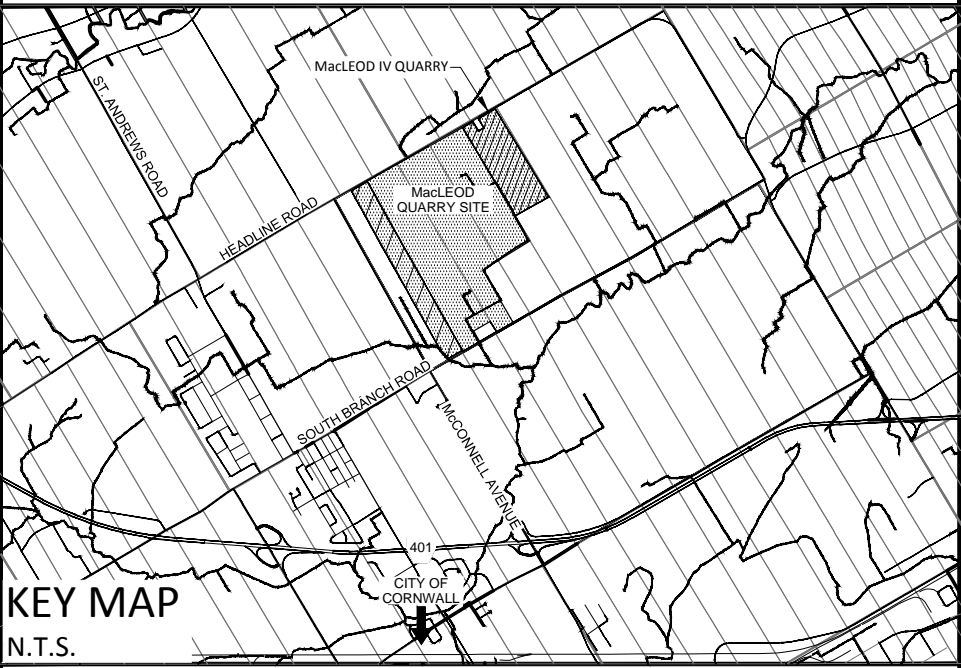 MacLEOD IV QUARRY
ST. ANDREWS ROAD
MacLEOD
QUARRY SITE
HEADLINE ROAD
SOUTH BRANCH ROAD
McCONNELL AVENUE
401
CITY OF
CORNWALL
KEY MAP
N.T.S.